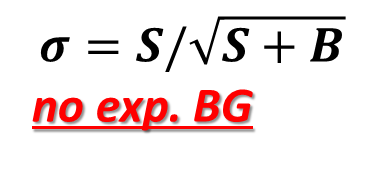 σ = S/√S + B
no exp. BG